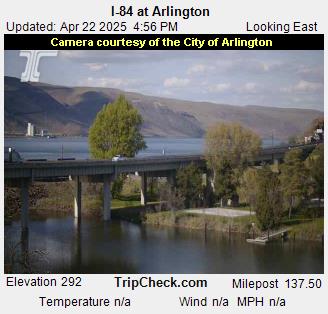 I-84 at Arlington
Updated: Apr 22 2025 4:56 PM Looking East
Camera courtesy of the City of Arlington
Elevation 292 TripCheck.com Milepost 137.50
Temperature n/a Wind n/a MPH n/a